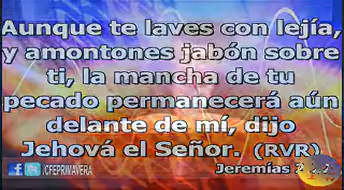 Aunque te laves con lejía,
y amontones jabón sobre
ti, la mancha de tu
pecado permanecerá aún
delante de mí, dijo
Jehová el Señor. (RVR)
Jeremías
/CFEPRIMAVERA